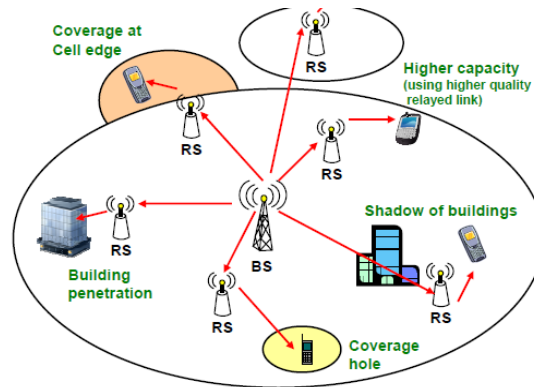 Coverage at
Cell edge
RS
Higher capacity
(using higher quality
relayed link)
RS
RS
Shadow of buildings
RS
BS
Building
penetration
RS
RS
Coverage
hole